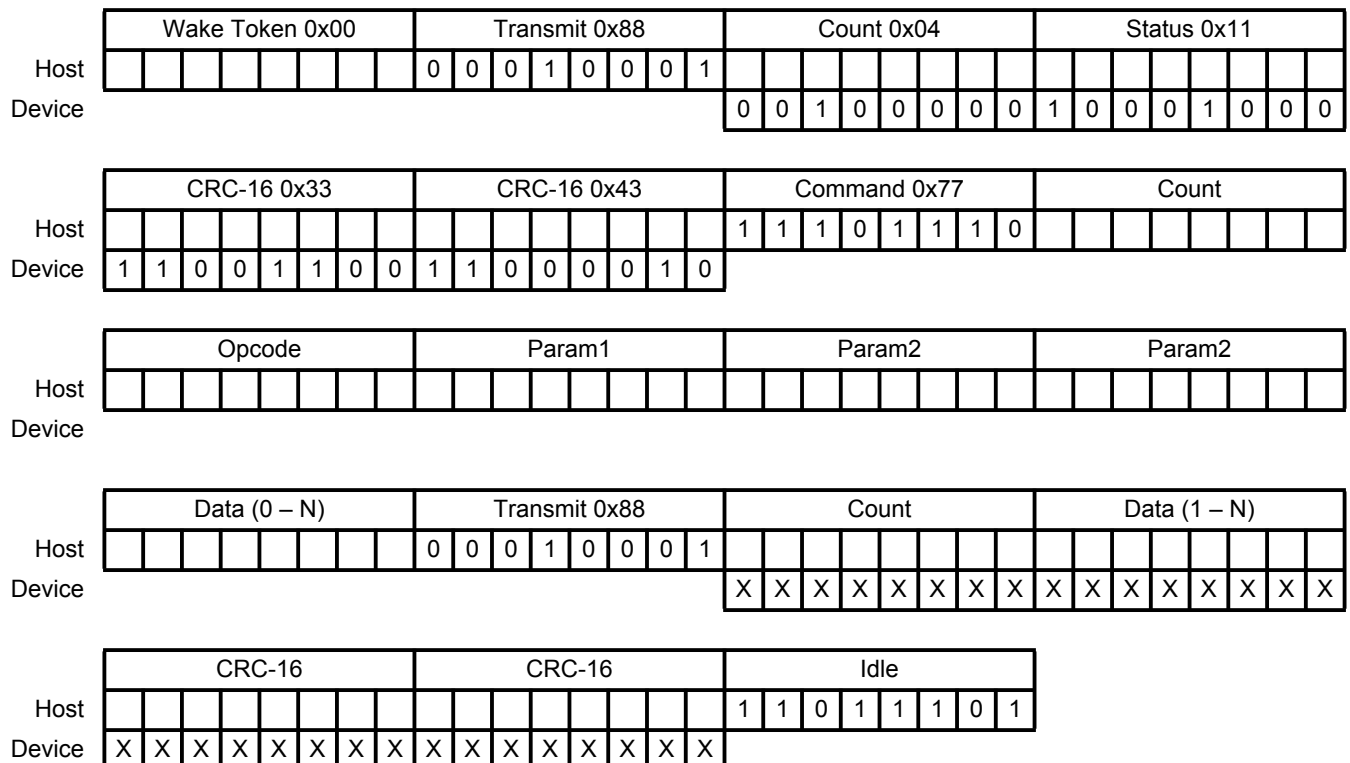 Wake Token 0x00 Transmit 0x88 Count 0x04 Status 0x11
Host 0 0 0 1 0 0 0 1
Device 0 0 1 0 0 0 0 0 1 0 0 0 1 0 0 0
CRC-16 0x33 CRC-16 0x43 Command 0x77 Count
Host 1 1 1 0 1 1 1 0
Device 1 1 0 0 1 1 0 0 1 1 0 0 0 0 1 0
Opcode Param1 Param2 Param2
Host
Device
Data (0 – N) Transmit 0x88 Count Data (1 – N)
Host 0 0 0 1 0 0 0 1
Device X X X X X X X X X X X X X X X X
CRC-16 CRC-16 Idle
Host 1 1 0 1 1 1 0 1
Device X X X X X X X X X X X X X X X X